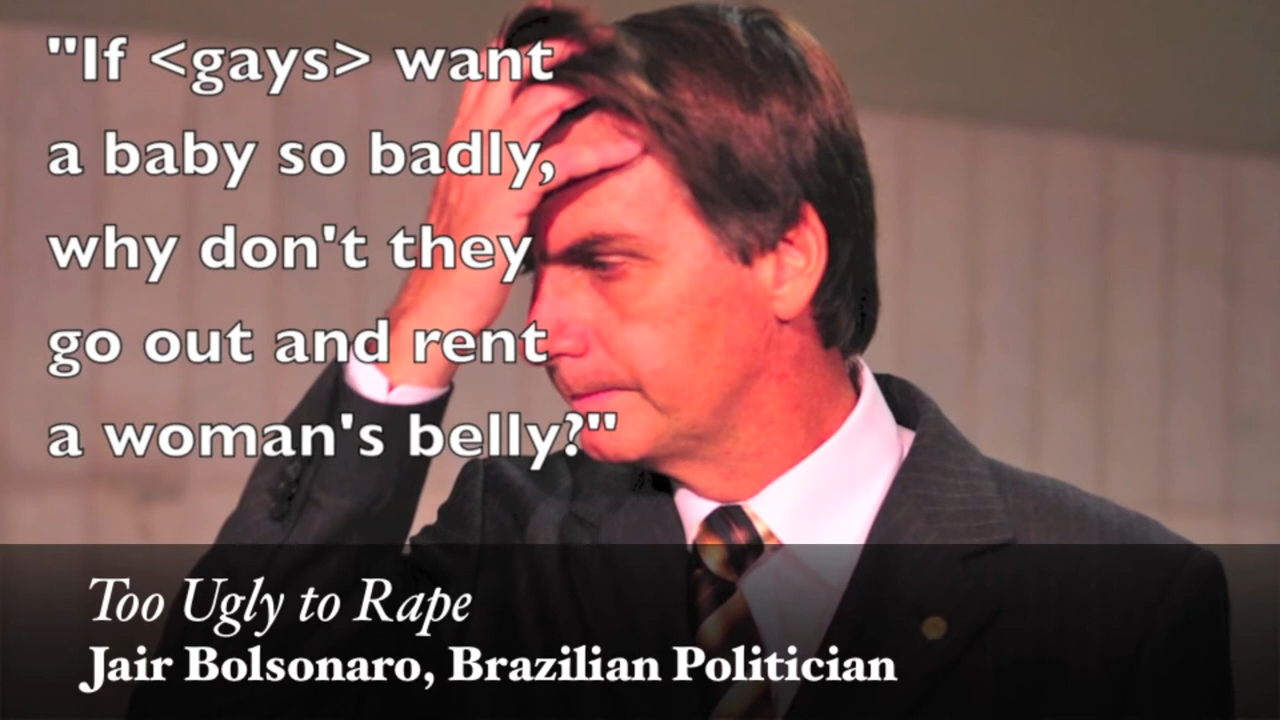 "If <gays> want
a baby so badly,
why don't they
go out and rent
a woman's belly?"
Too Ugly to Rape
Jair Bolsonaro, Brazilian Politician